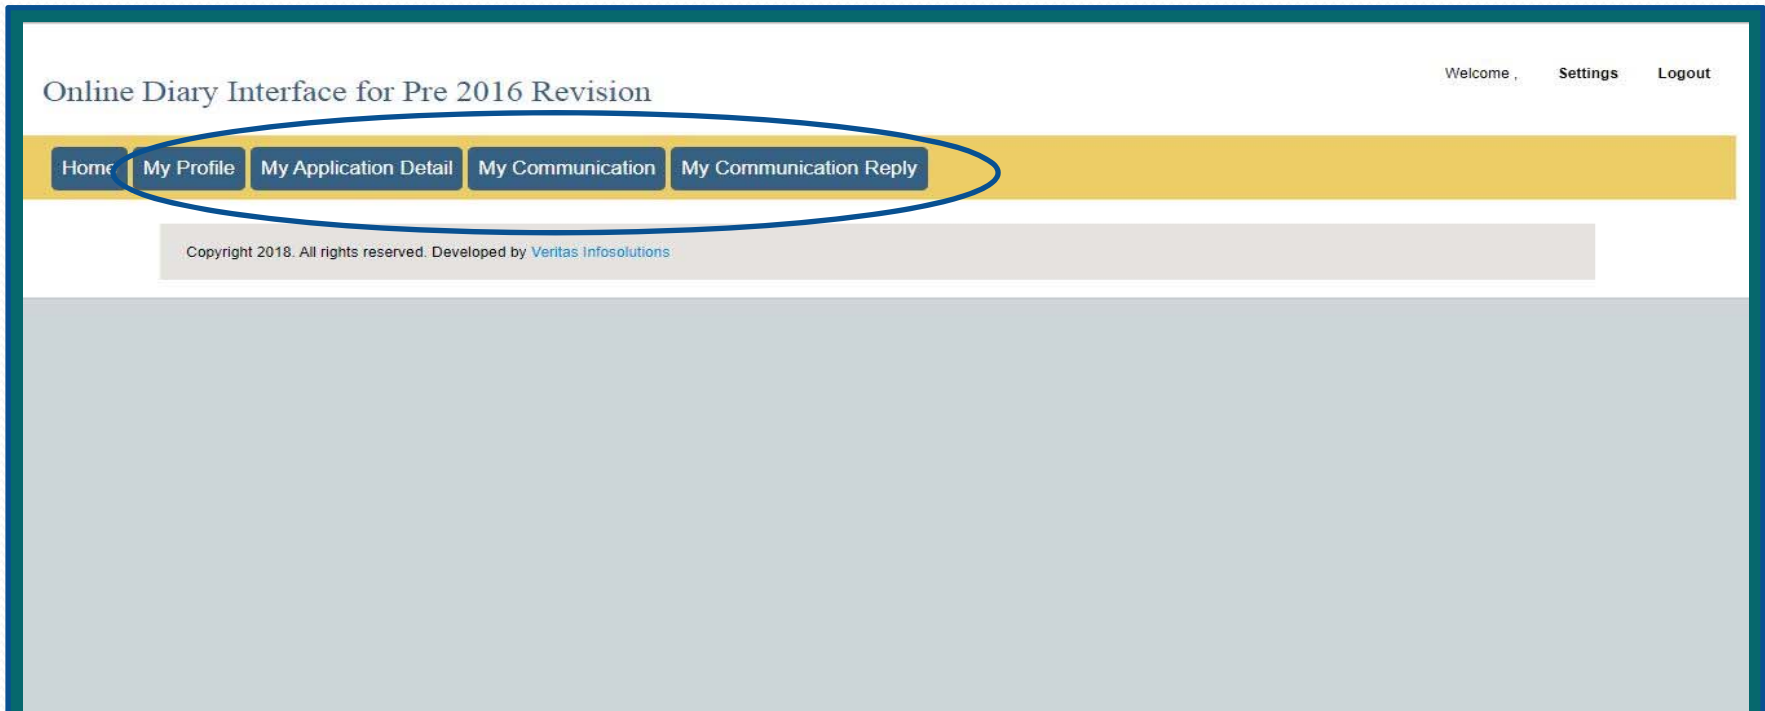 Welcome , Settings Logout
Online Diary Interface for Pre 2016 Revision
Home My Profile My Application Detail My Communication My Communication Reply
Copyright 2018. All rights reserved. Developed by Veritas Infosolutions